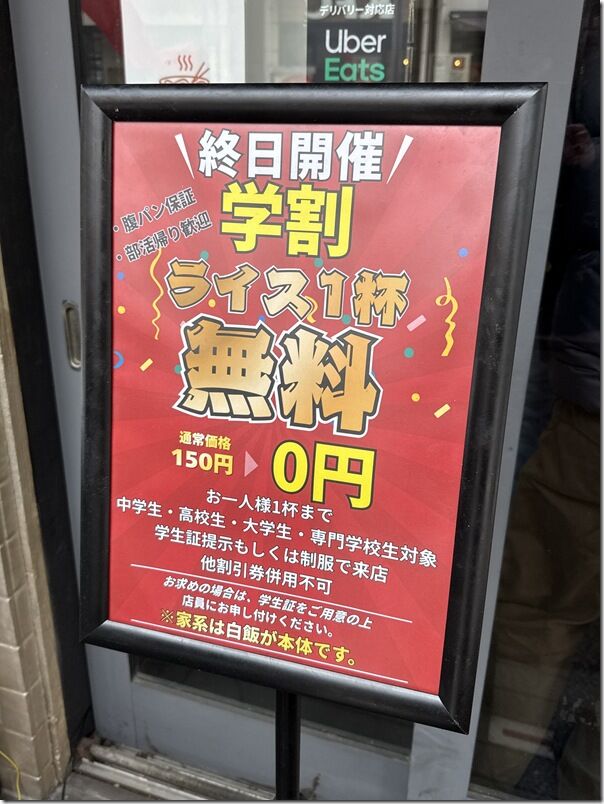 デリバリー対応店
Uber
Eats
終日開催
学割
・腹パン保証
・部活帰り歓迎
ライス1杯
無料
通常価格
150円
0円
お一人様1杯まで
中学生・高校生・大学生・専門学校生対象
学生証提示もしくは制服で来店
他割引券併用不可
お求めの場合は、学生証をご用意の上
店員にお申し付けください。
※家系は白飯が本体です。